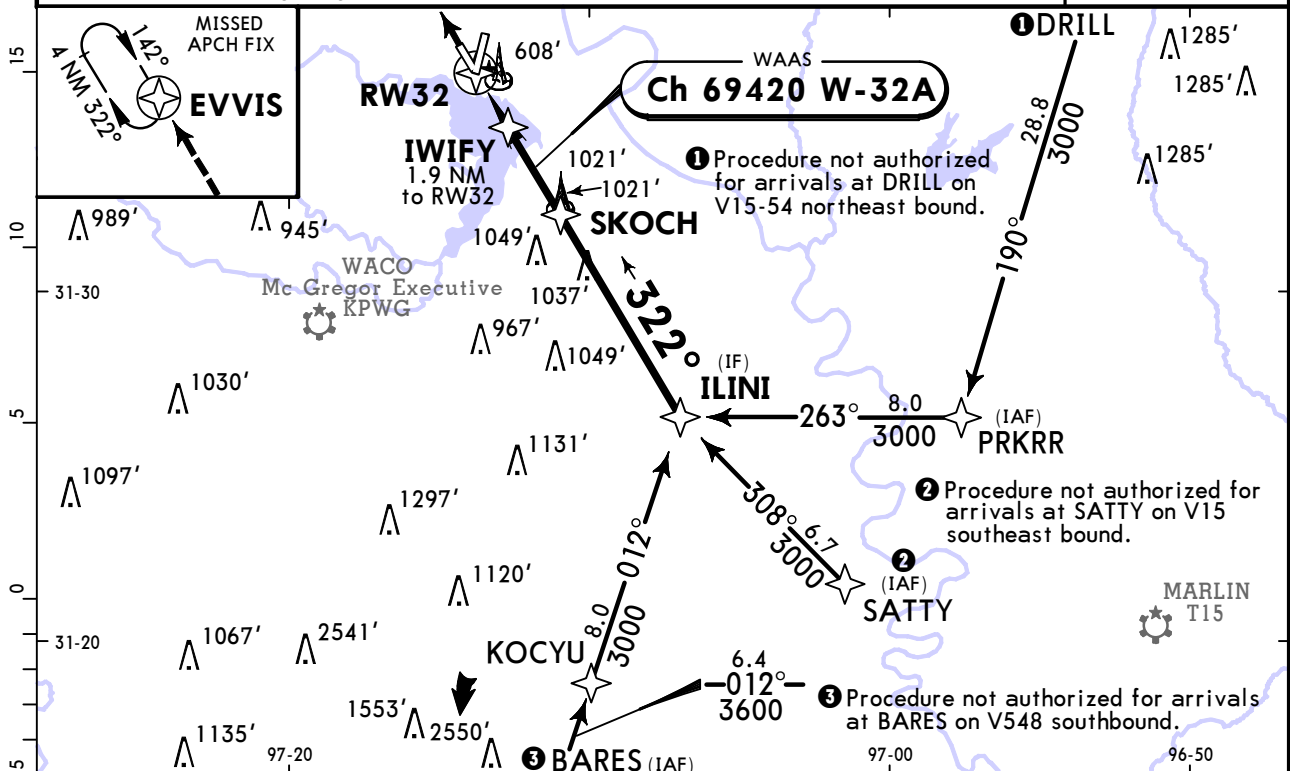 MISSED
APCH FIX
142°
4 NM 322°
EVVIS
15
10
5
0
5
RW32
608'
WAAS
Ch 69420 W-32A
❶DRILL
1285'
1285'
1285'
28.8
3000
190°
IWIFY
1.9 NM
to RW32
1021'
1021'
SKOCH
❶ Procedure not authorized
for arrivals at DRILL on
V15-54 northeast bound.
989'
945'
1049'
1037'
31-30
WACO
Mc Gregor Executive
KPWG
967'
1049'
322°
(IF)
ILINI
1030'
263°
8.0
3000
(IAF)
PRKRR
1131'
1097'
1297'
❷ Procedure not authorized for
arrivals at SATTY on V15
southeast bound.
308°
6.7
3000
❷
(IAF)
SATTY
012°
8.0
3000
1120'
MARLIN
T15
31-20
1067'
2541'
KOCYU
6.4
012°
3600
❸ Procedure not authorized for arrivals
at BARES on V548 southbound.
1553'
2550'
1135'
97-20
❸ BARES (IAF)
97-00
96-50